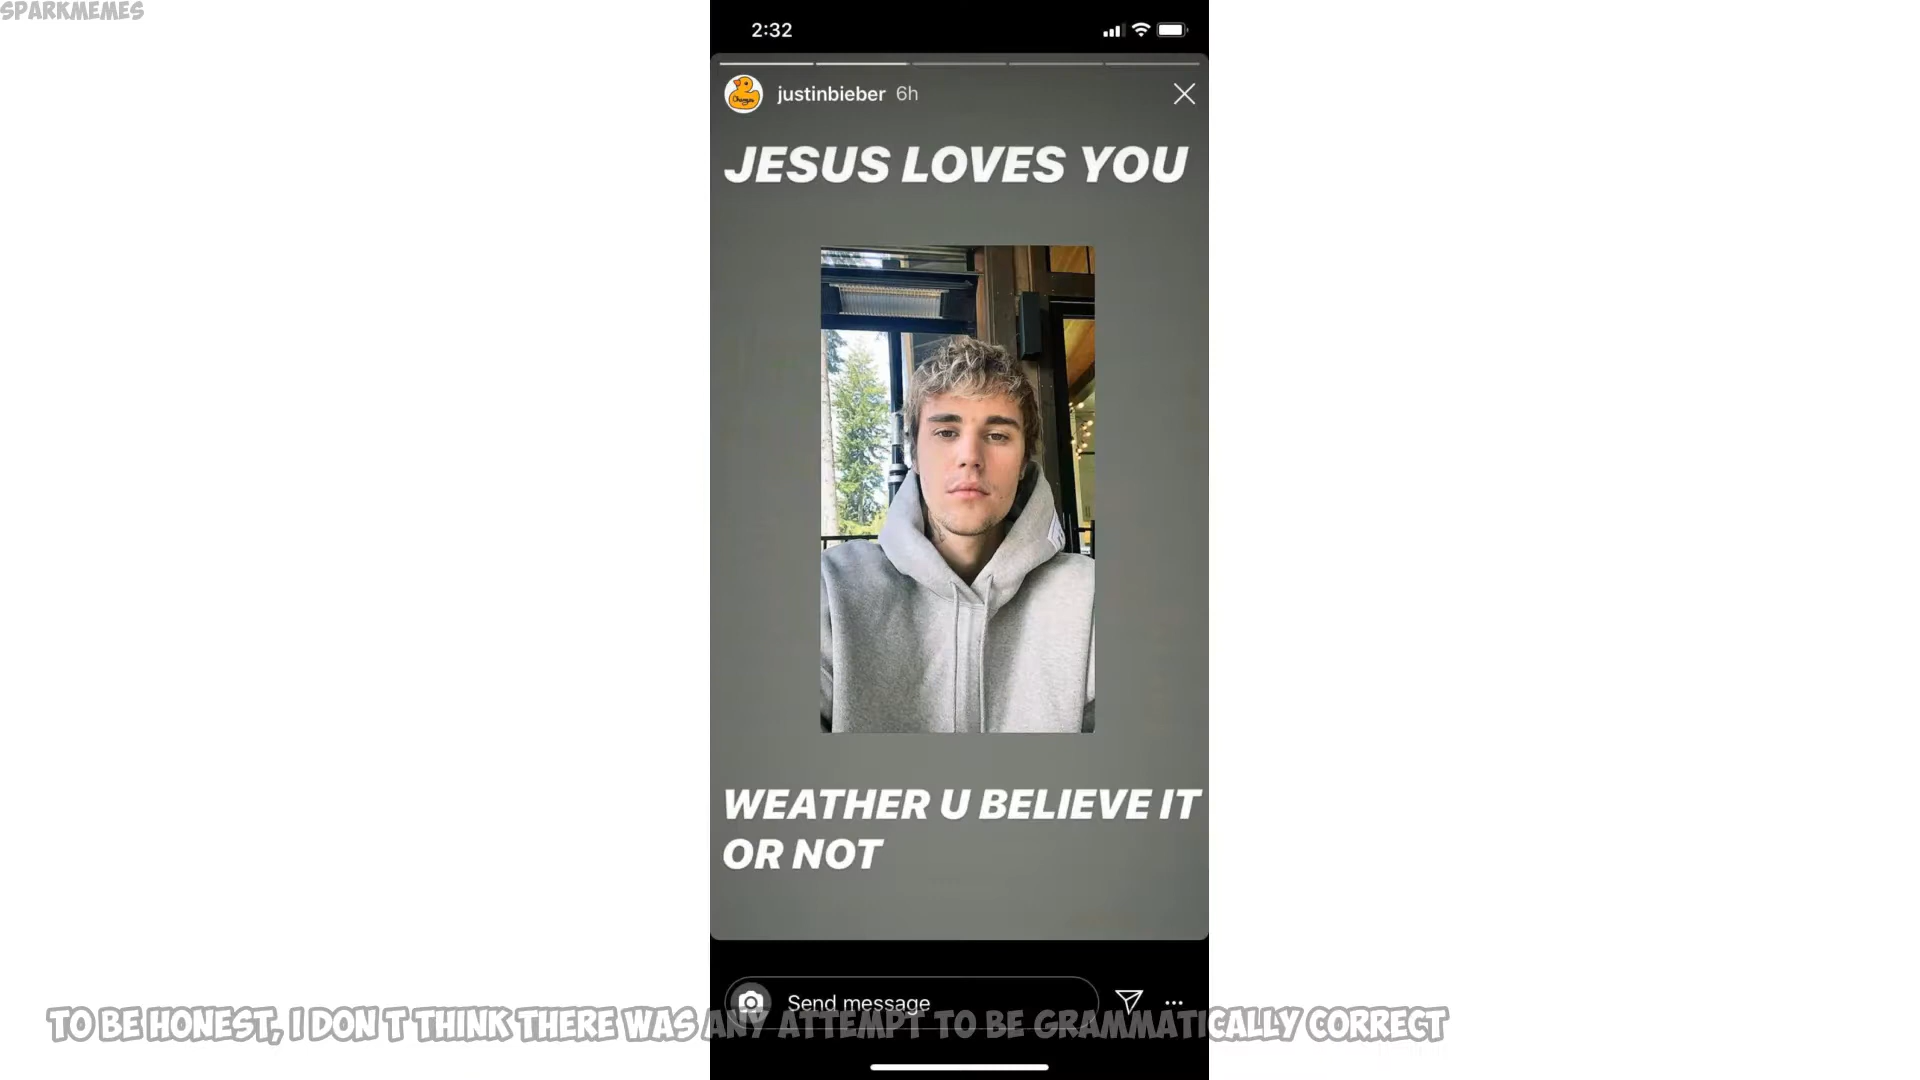 SPARKMEMES
2:32
justinbieber 6h
JESUS LOVES YOU
WEATHER U BELIEVE IT
OR NOT
Send message
TO BE HONEST, I DON T THINK THERE WAS ANY ATTEMPT TO BE GRAMMATICALLY CORRECT